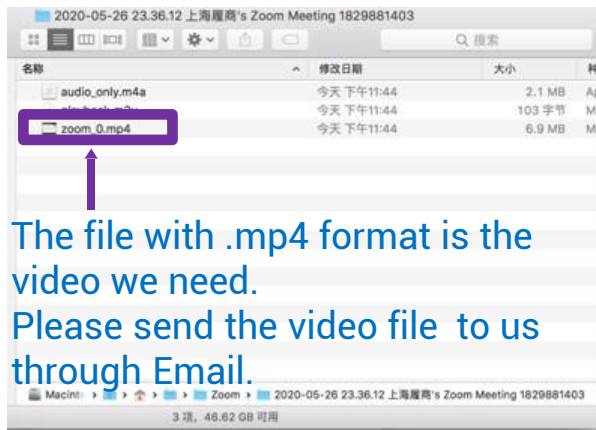 2020-05-26 23.36.12 上海履商's Zoom Meeting 1829881403
搜索
名称 修改日期 大小
audio_only.m4a 今天 下午11:44 2.1 MB
今天 下午11:44 103 字节
zoom_0.mp4 今天 下午11:44 6.9 MB
The file with .mp4 format is the
video we need.
Please send the video file to us
through Email.
Zoom 2020-05-26 23.36.12 上海履商's Zoom Meeting 1829881403
3 项，46.62 GB 可用